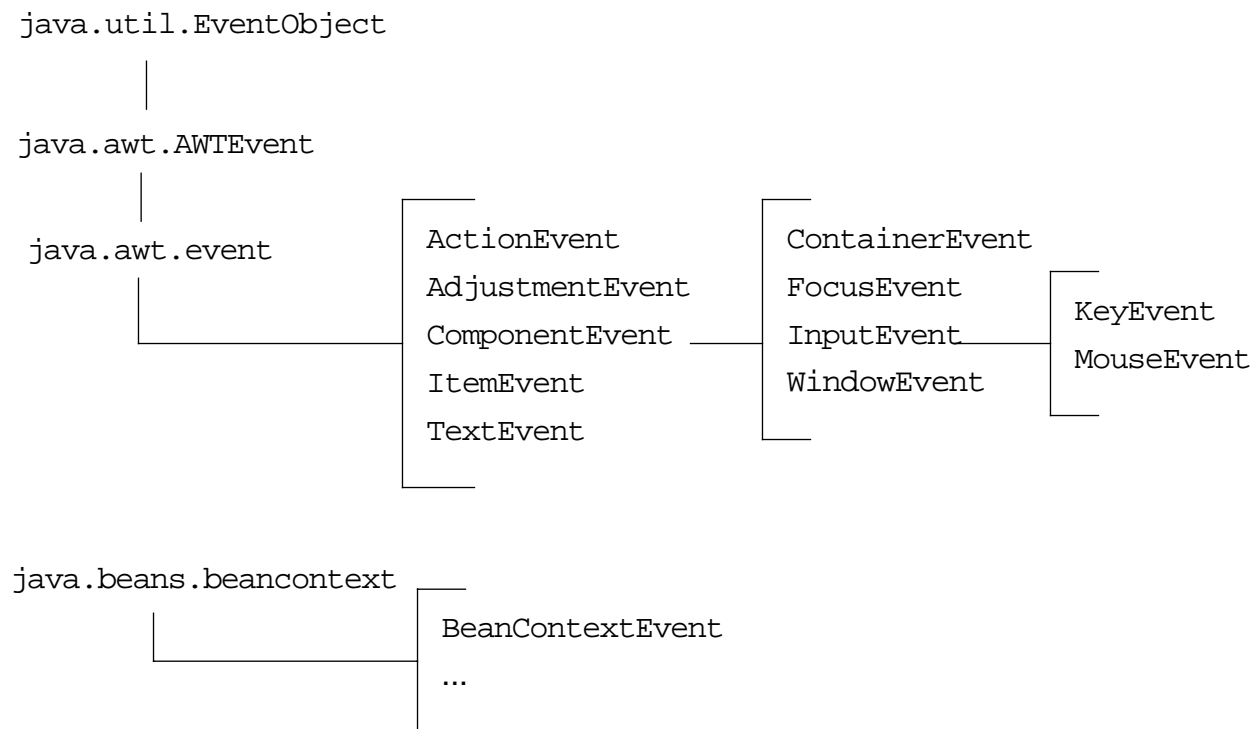 java.util.EventObject
java.awt.AWTEvent
java.awt.event
ActionEvent
AdjustmentEvent
ComponentEvent
ItemEvent
TextEvent
ContainerEvent
FocusEvent
InputEvent
WindowEvent
KeyEvent
MouseEvent
java.beans.beancontext
BeanContextEvent
...